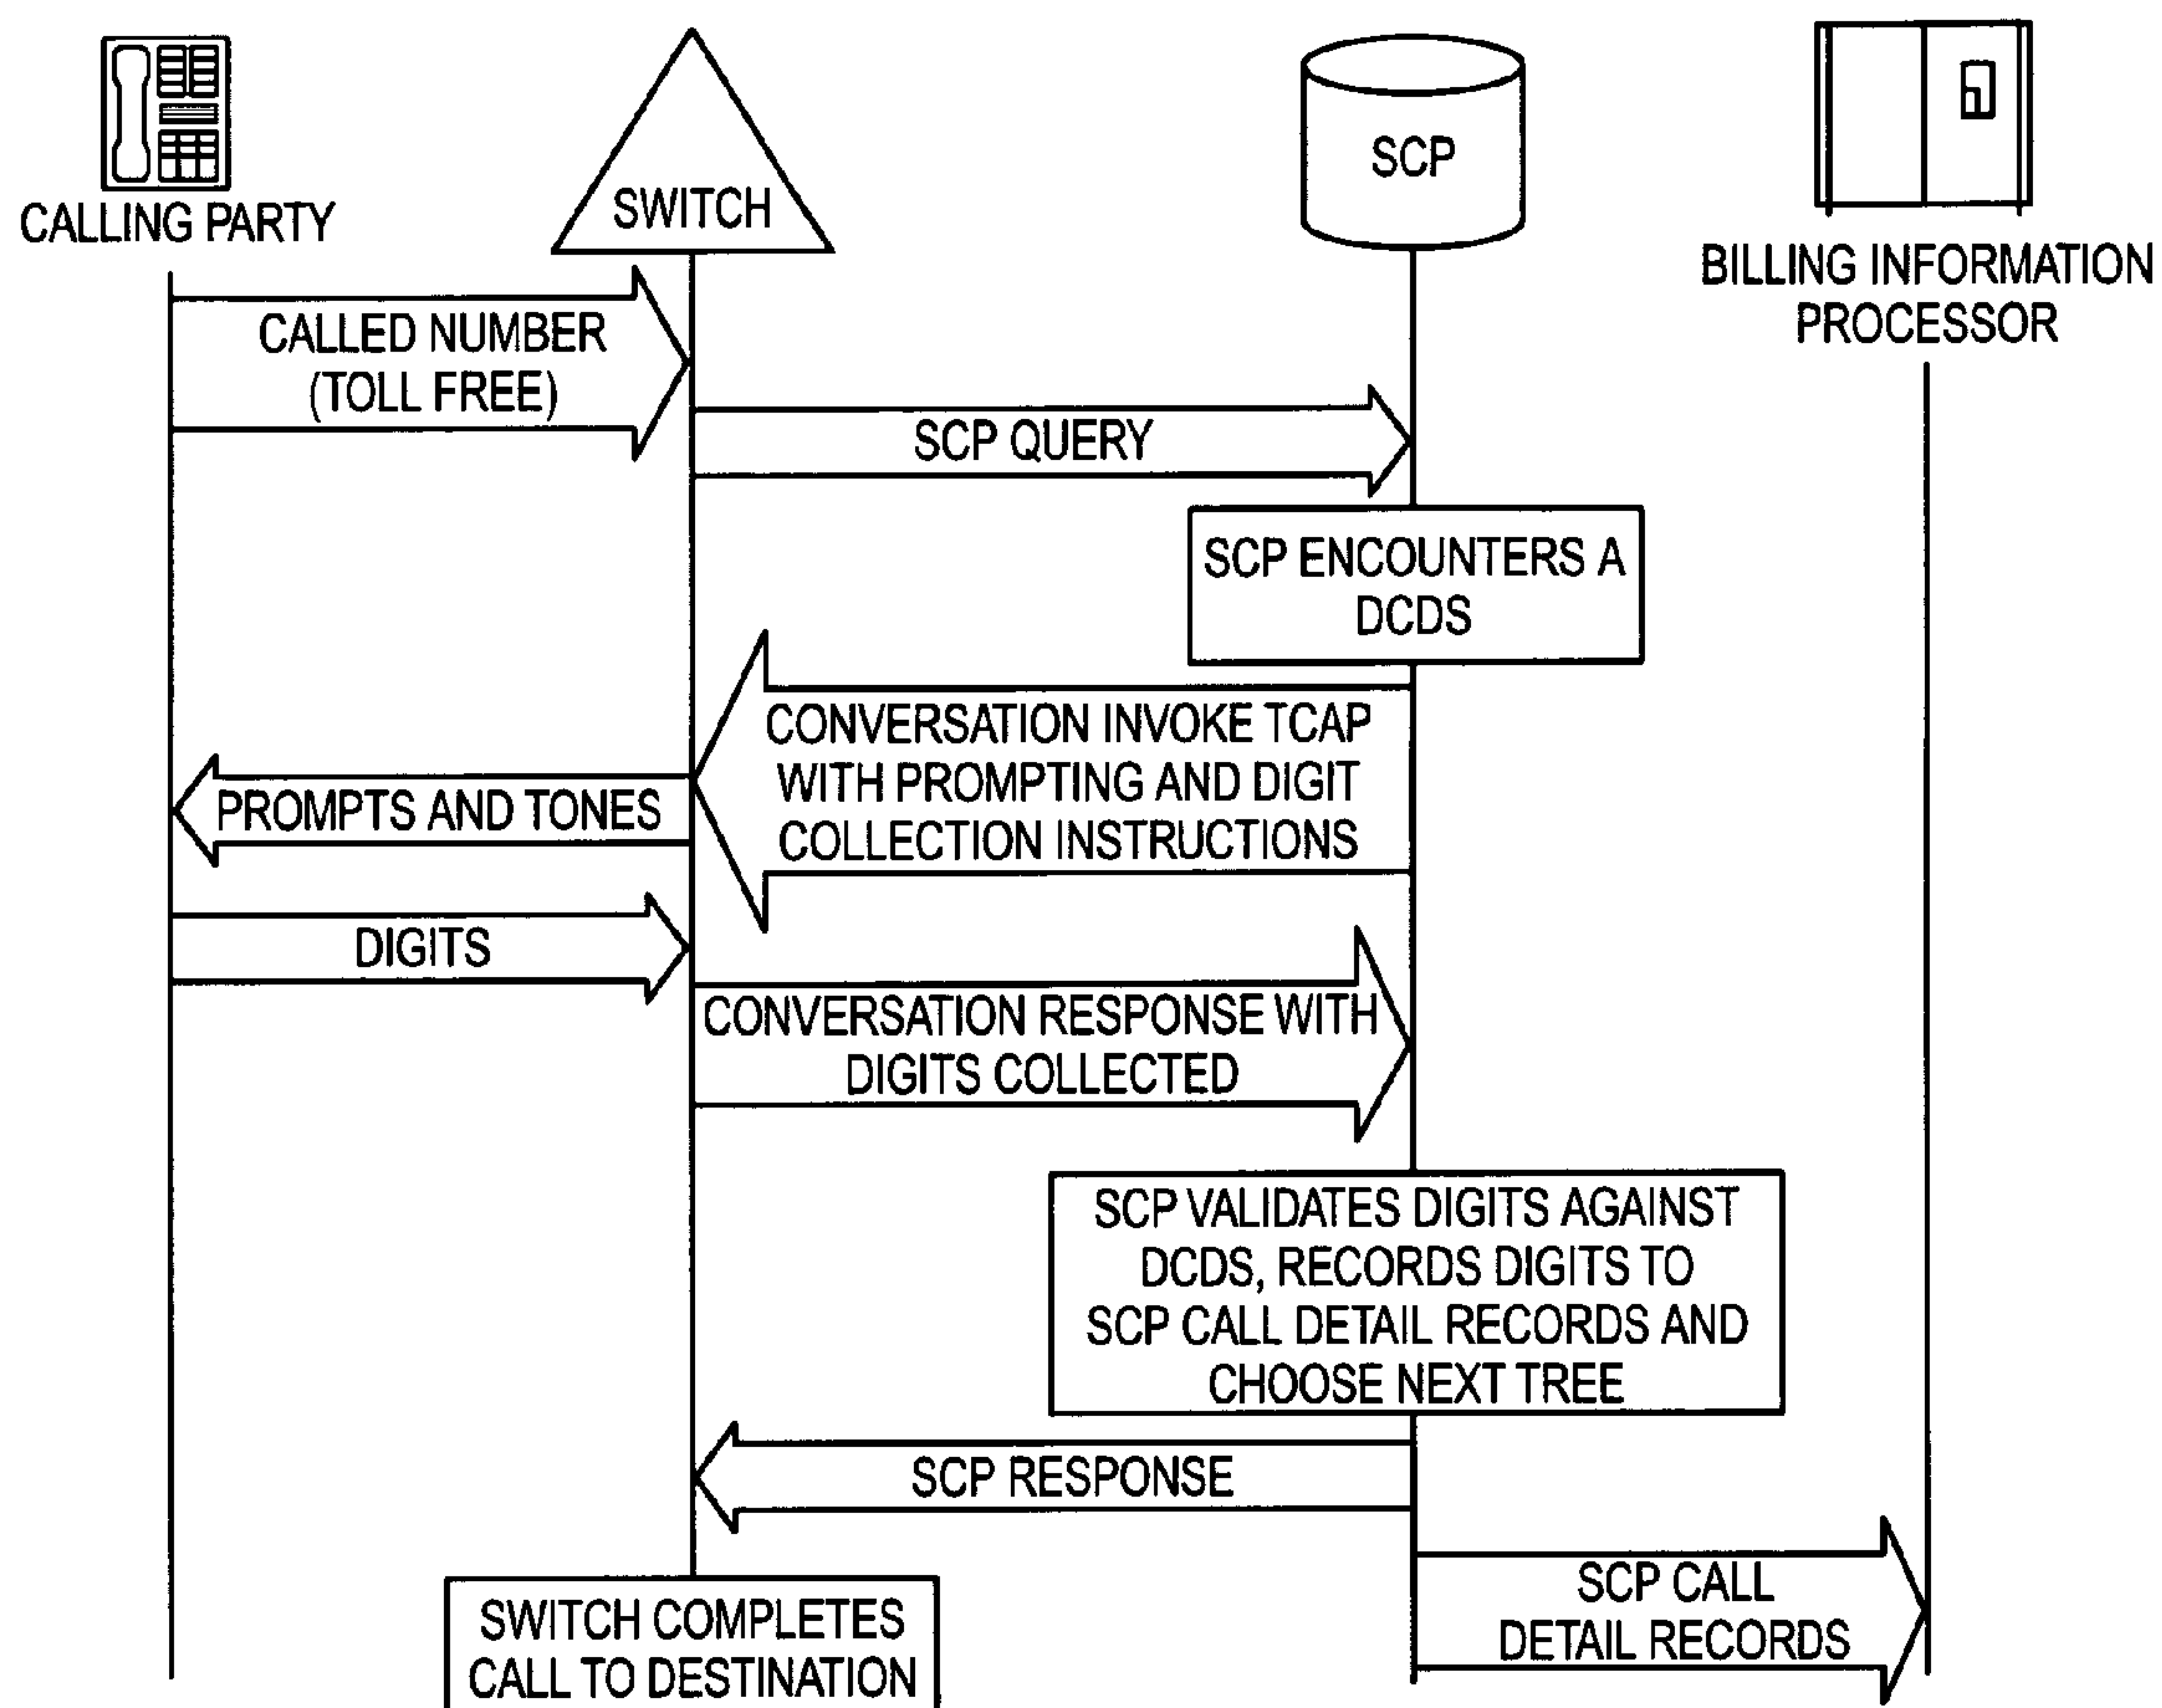 CALLING PARTY
SWITCH
SCP
BILLING INFORMATION
PROCESSOR
CALLED NUMBER
(TOLL FREE)
SCP QUERY
SCP ENCOUNTERS A
DCDS
CONVERSATION INVOKE TCAP
WITH PROMPTING AND DIGIT
COLLECTION INSTRUCTIONS
PROMPTS AND TONES
DIGITS
CONVERSATION RESPONSE WITH
DIGITS COLLECTED
SCP VALIDATES DIGITS AGAINST
DCDS, RECORDS DIGITS TO
SCP CALL DETAIL RECORDS AND
CHOOSE NEXT TREE
SCP RESPONSE
SCP CALL
DETAIL RECORDS
SWITCH COMPLETES
CALL TO DESTINATION